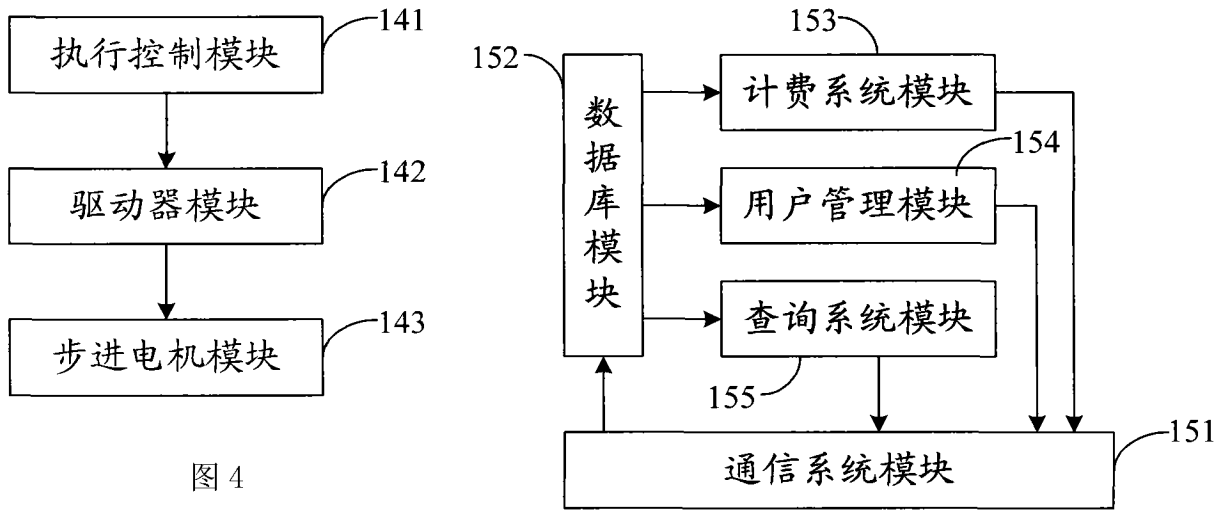 141
执行控制模块
142
驱动器模块
143
步进电机模块
图4
152
数据库模块
153
计费系统模块
154
用户管理模块
查询系统模块
155
151
通信系统模块